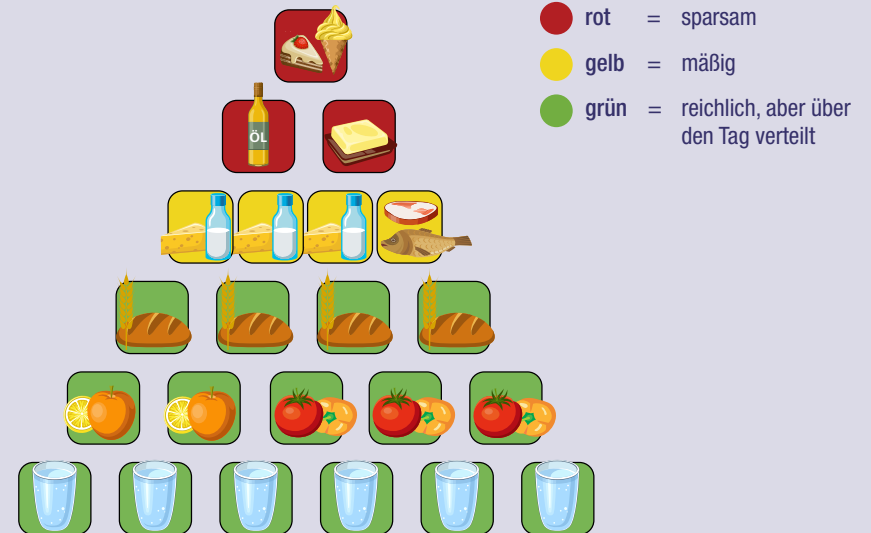 rot = sparsam
gelb = mäßig
grün = reichlich, aber über
den Tag verteilt
ÖL